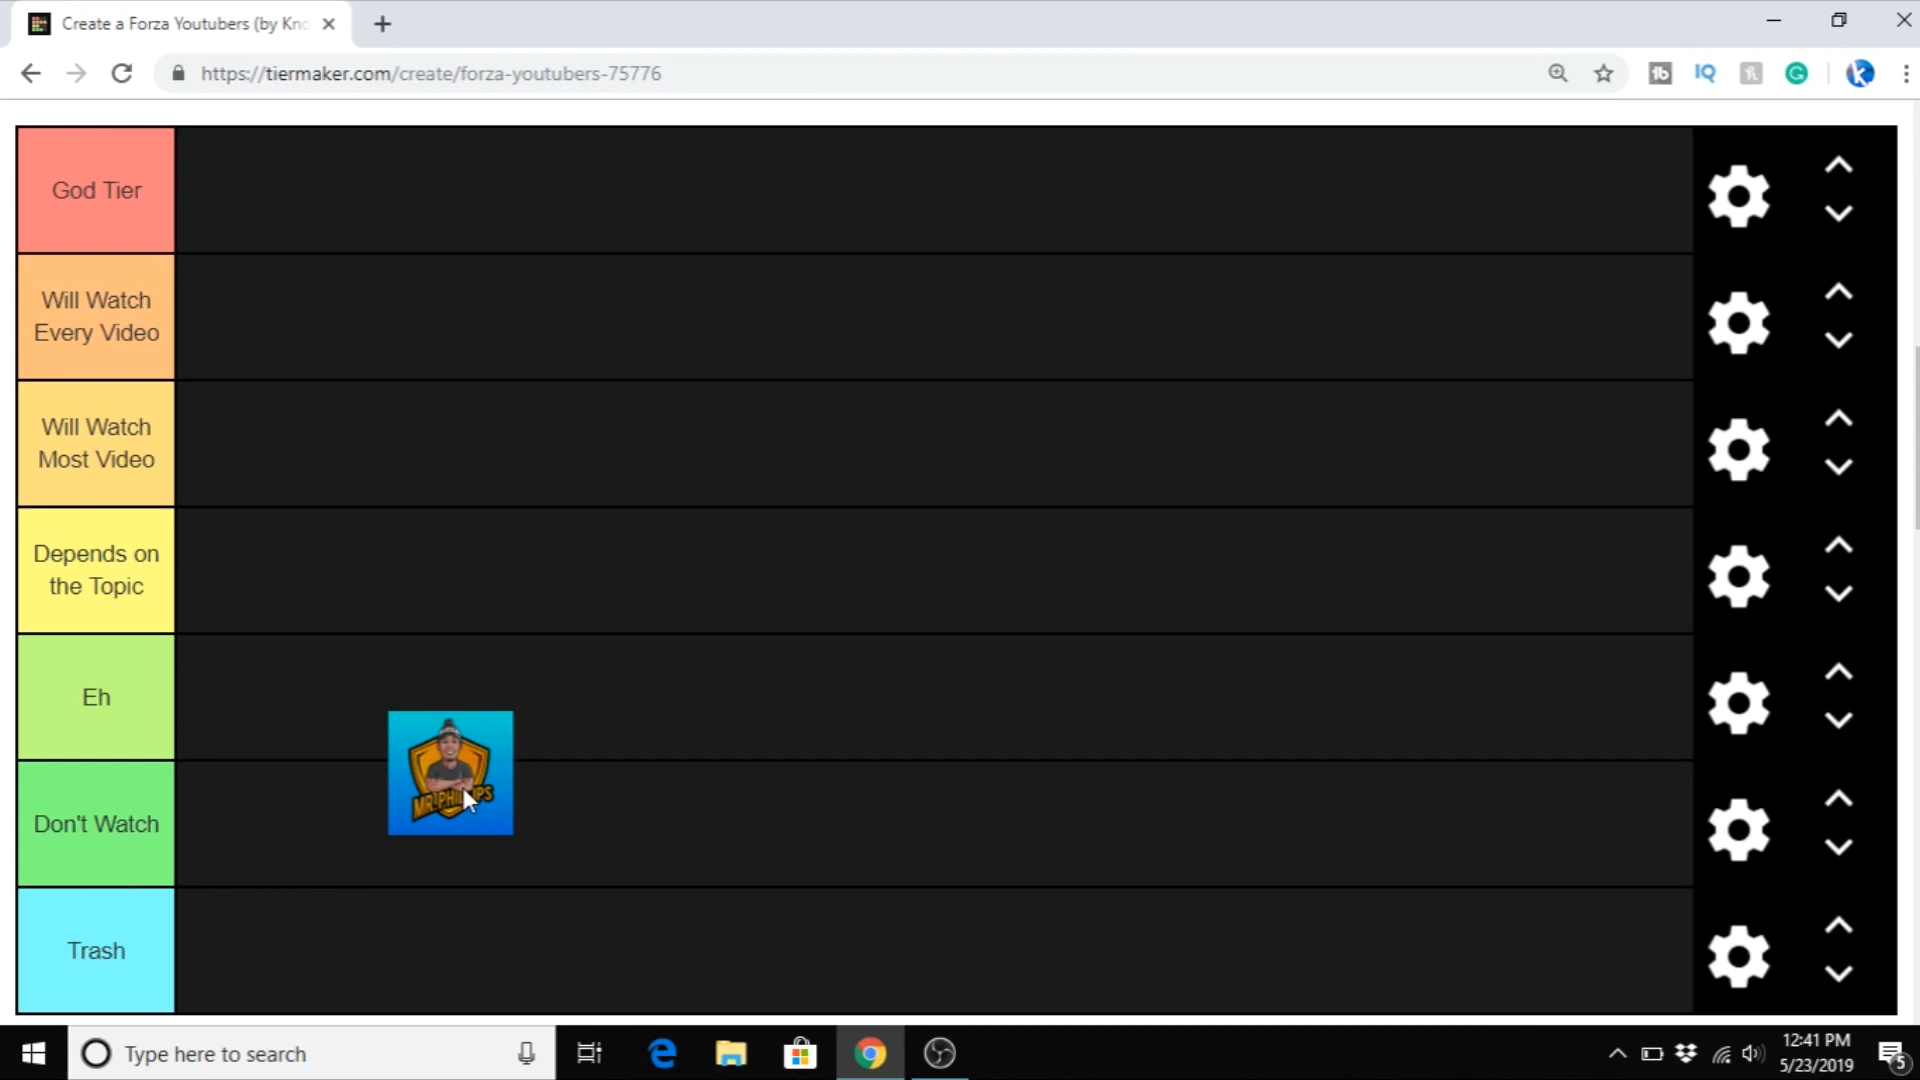 Create a Forza Youtubers (by Kno
https://tiermaker.com/create/forza-youtubers-75776
God Tier
Will Watch
Every Video
Will Watch
Most Video
Depends on
the Topic
Eh
Don't Watch
Trash
Type here to search
12:41 PM
5/23/2019
5